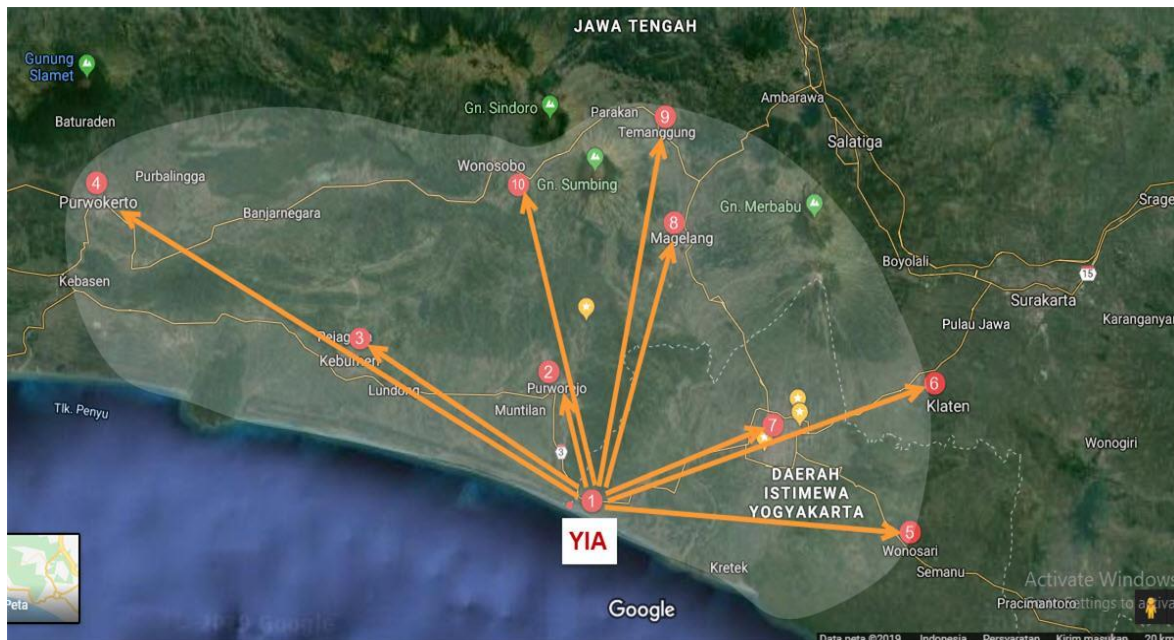 JAWA TENGAH
Gunung
Slamet
Baturaden
Gn. Sindoro
Parakan
9
Temanggung
Ambarawa
Salatiga
Wonosobo
10
Gn. Sumbing
4
Purwokerto
Purbalingga
Banjarnegara
Gn. Merbabu
8
Magelang
Boyolali
15
Surakarta
Karanganyar
Kebasen
3
Kebumen
Lundong
2
Purworejo
Muntilan
Pulau Jawa
6
Klaten
Tlk. Penyu
3
7
Wonogiri
DAERAH
ISTIMEWA
YOGYAKARTA
1
YIA
5
Wonosari
Semanu
Kretek
Google
Peta
Activate Windows
Pracimantoro
Data peta ©2019 Indonesia Persyaratan Kirim masukan